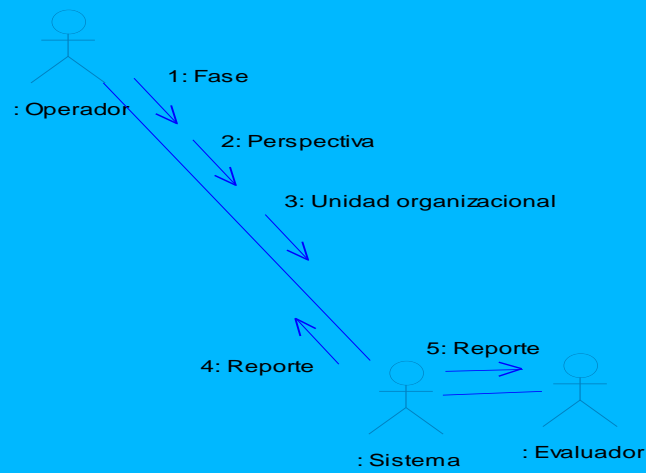 1: Fase
: Operador
2: Perspectiva
3: Unidad organizacional
4: Reporte
5: Reporte
: Sistema
: Evaluador